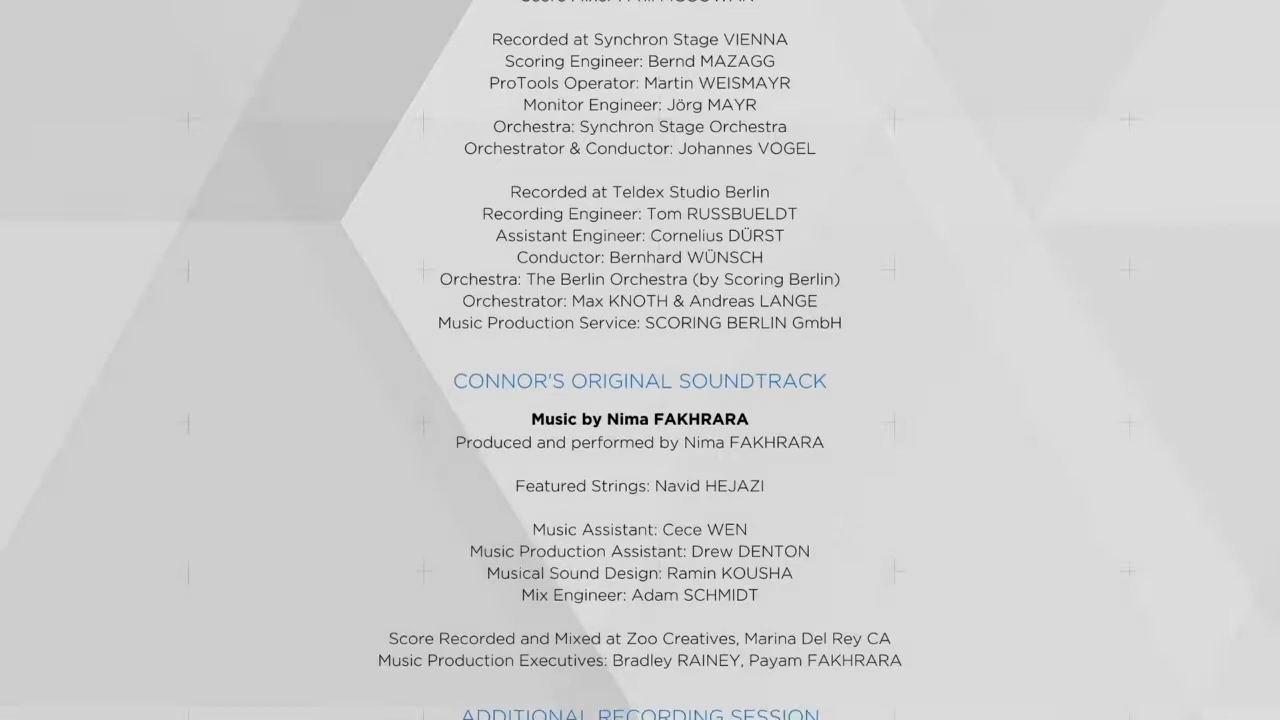 Recorded at Synchron Stage VIENNA
Scoring Engineer: Bernd MAZAGG
ProTools Operator: Martin WEISMAYR
Monitor Engineer: Jörg MAYR
Orchestra: Synchron Stage Orchestra
Orchestrator & Conductor: Johannes VOGEL
Recorded at Teldex Studio Berlin
Recording Engineer: Tom RUSSBUELDT
Assistant Engineer: Cornelius DÜRST
Conductor: Bernhard WÜNSCH
Orchestra: The Berlin Orchestra (by Scoring Berlin)
Orchestrator: Max KNOTH & Andreas LANGE
Music Production Service: SCORING BERLIN GmbH
CONNOR'S ORIGINAL SOUNDTRACK
Music by Nima FAKHRARA
Produced and performed by Nima FAKHRARA
Featured Strings: Navid HEJAZI
Music Assistant: Cece WEN
Music Production Assistant: Drew DENTON
Musical Sound Design: Ramin KOUSHA
Mix Engineer: Adam SCHMIDT
Score Recorded and Mixed at Zoo Creatives, Marina Del Rey CA
Music Production Executives: Bradley RAINEY, Payam FAKHRARA
ADDITIONAL RECORDING SESSION